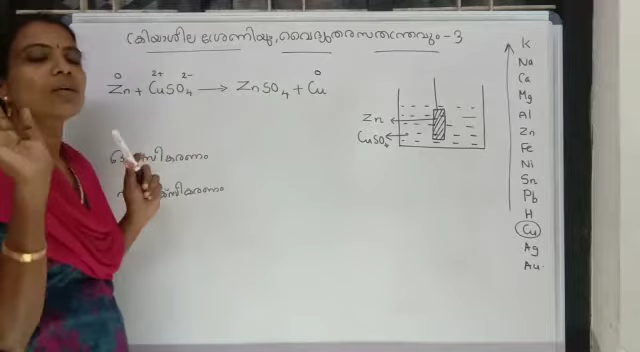 ക്രിയാശീല ശ്രേണിയും, വൈദ്യുതരസതന്ത്രവും - 3
0 2+ 2- 0
Zn + CuSO₄ → ZnSO₄ + Cu
Zn
CuSO₄
K
Na
Ca
Mg
Al
Zn
Fe
Ni
Sn
Pb
H
Cu
Ag
Au